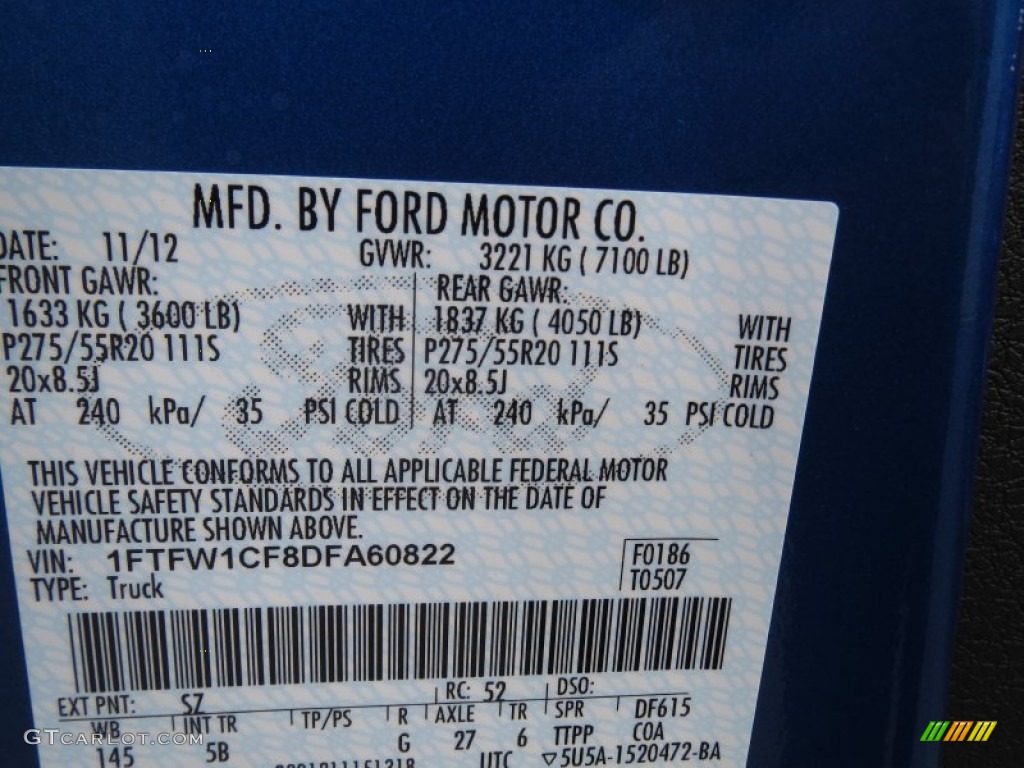 MFD. BY FORD MOTOR CO.
DATE: 11/12 GVWR: 3221 KG ( 7100 LB)
FRONT GAWR: REAR GAWR:
1633 KG ( 3600 LB) WITH 1837 KG ( 4050 LB) WITH
P275/55R20 111S TIRES P275/55R20 111S TIRES
20x8.5J RIMS 20x8.5J RIMS
AT 240 kPa/ 35 PSI COLD AT 240 kPa/ 35 PSI COLD
THIS VEHICLE CONFORMS TO ALL APPLICABLE FEDERAL MOTOR
VEHICLE SAFETY STANDARDS IN EFFECT ON THE DATE OF
MANUFACTURE SHOWN ABOVE.
VIN: 1FTFW1CF8DFA60822 F0186
TYPE: Truck T0507
EXT PNT: SZ RC: 52 DSO:
WB INT TR TP/PS R AXLE TR SPR DF615
145 5B G 27 6 TTPP COA
UTC ▽5U5A-1520472-BA
GTCarLot.com